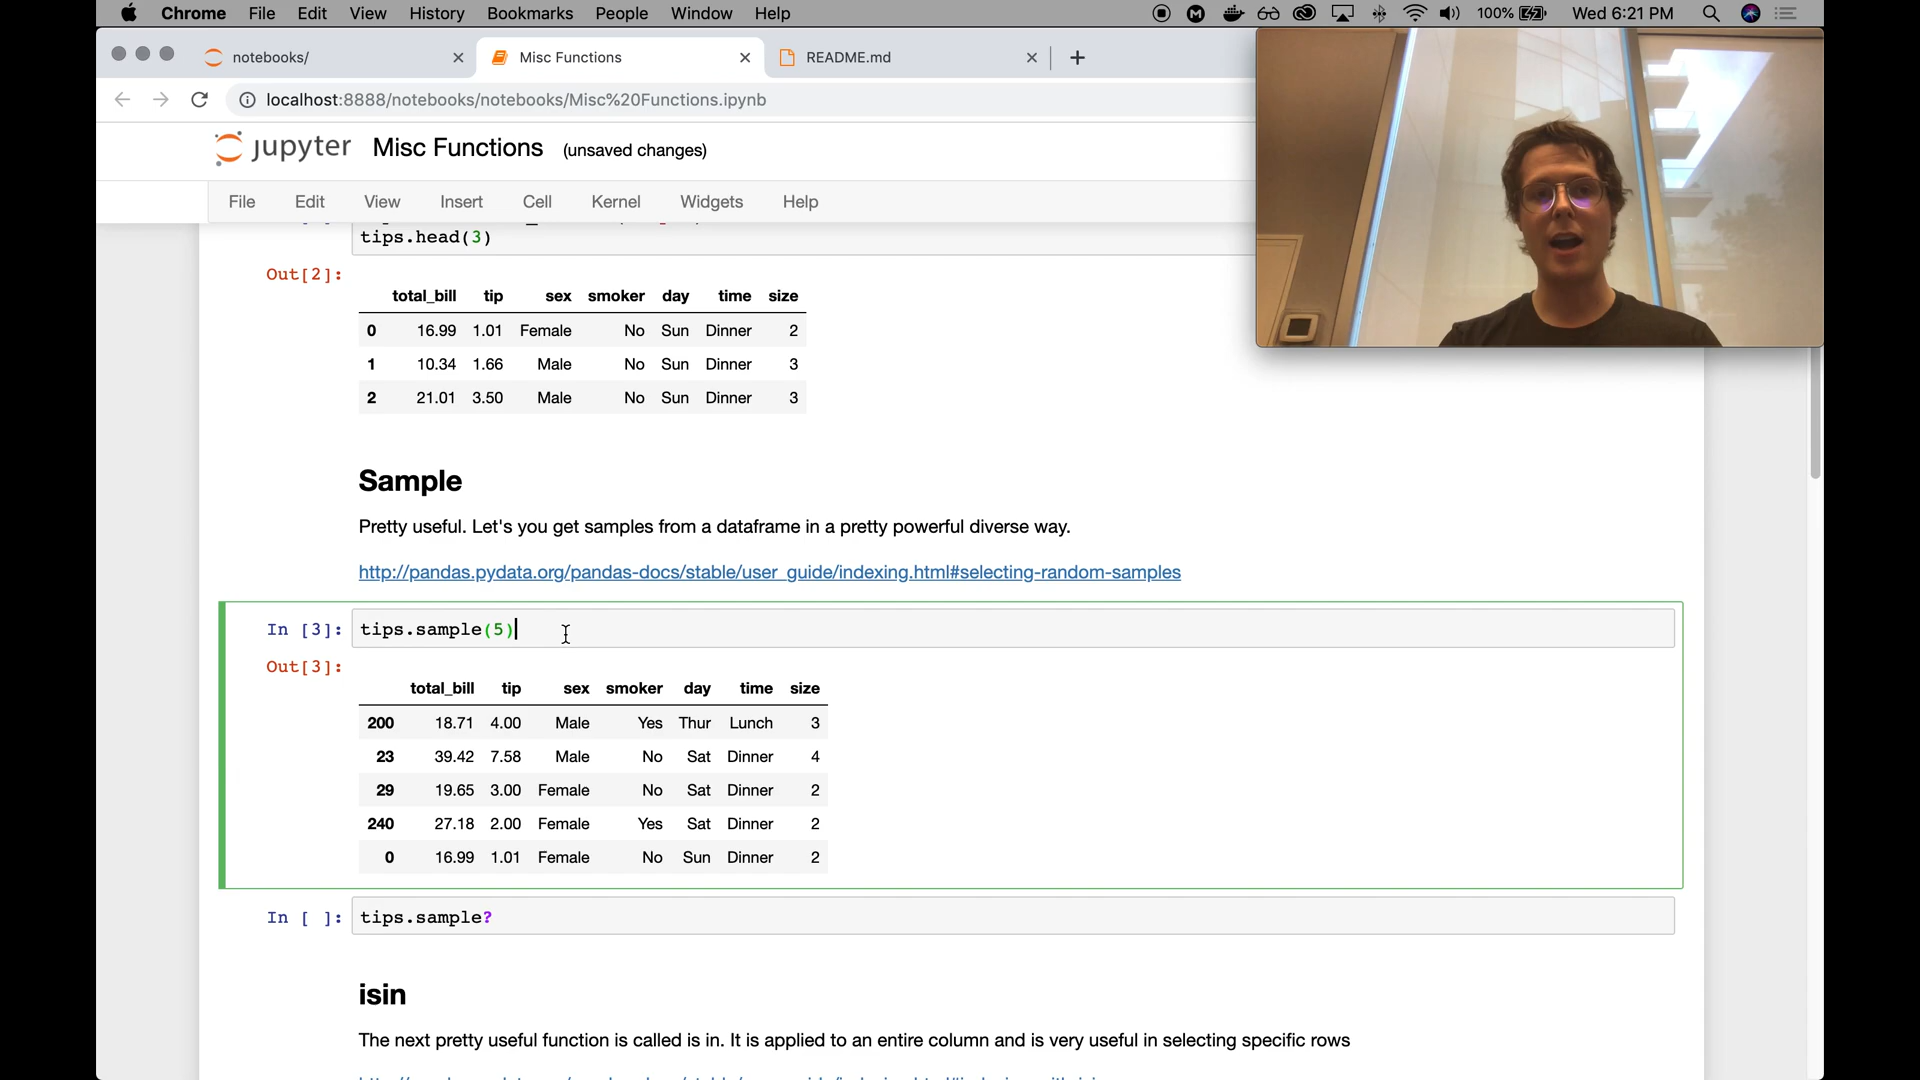 Chrome File Edit View History Bookmarks People Window Help 100% Wed 6:21 PM
notebooks/ Misc Functions README.md
localhost:8888/notebooks/notebooks/Misc%20Functions.ipynb
jupyter Misc Functions (unsaved changes)
File Edit View Insert Cell Kernel Widgets Help
tips.head(3)
Out[2]:
total_bill tip sex smoker day time size
0 16.99 1.01 Female No Sun Dinner 2
1 10.34 1.66 Male No Sun Dinner 3
2 21.01 3.50 Male No Sun Dinner 3
Sample
Pretty useful. Let's you get samples from a dataframe in a pretty powerful diverse way.
http://pandas.pydata.org/pandas-docs/stable/user_guide/indexing.html#selecting-random-samples
In [3]: tips.sample(5)
Out[3]:
total_bill tip sex smoker day time size
200 18.71 4.00 Male Yes Thur Lunch 3
23 39.42 7.58 Male No Sat Dinner 4
29 19.65 3.00 Female No Sat Dinner 2
240 27.18 2.00 Female Yes Sat Dinner 2
0 16.99 1.01 Female No Sun Dinner 2
In [ ]: tips.sample?
isin
The next pretty useful function is called is in. It is applied to an entire column and is very useful in selecting specific rows